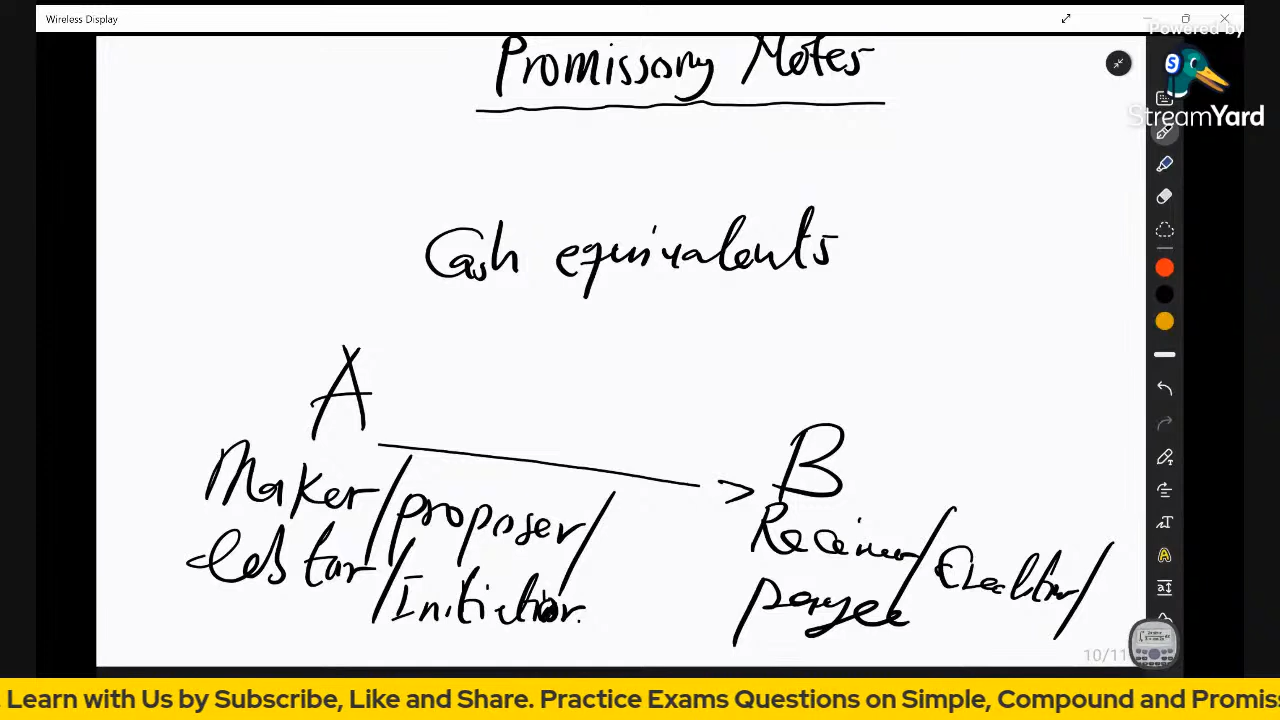 Wireless Display
Powered by
StreamYard
Promissory Notes
Cash equivalents
A
B
Maker/proposer/
debtor/Initiator.
Receiver/Creditor/
payee
10/11
. Learn with Us by Subscribe, Like and Share. Practice Exams Questions on Simple, Compound and Promiss